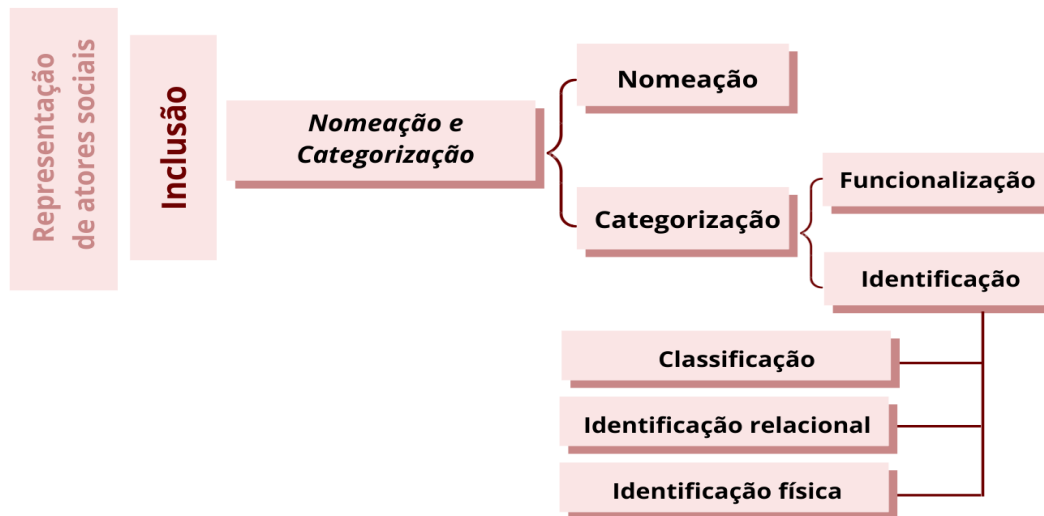 Representação
de atores sociais
Inclusão
Nomeação e
Categorização
Nomeação
Categorização
Funcionalização
Identificação
Classificação
Identificação relacional
Identificação física